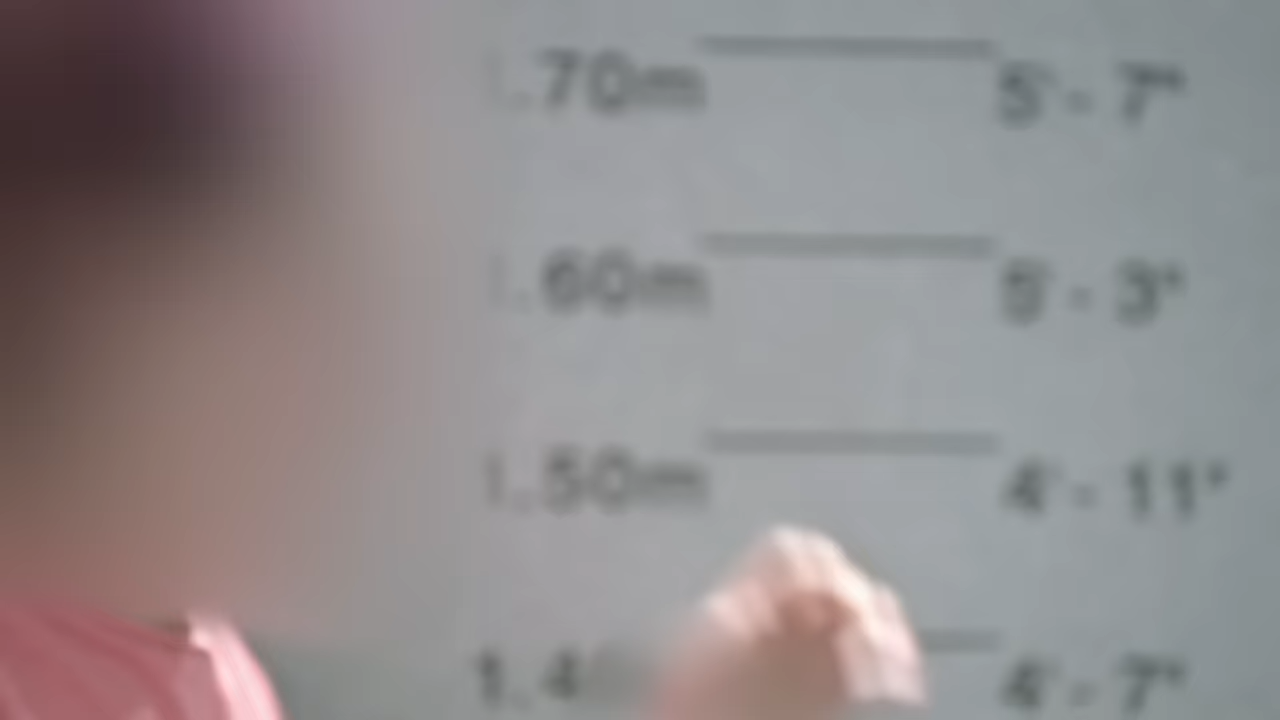 1.70m 5'- 7"
1.60m 5'- 3"
1.50m 4'- 11"
4'- 7"